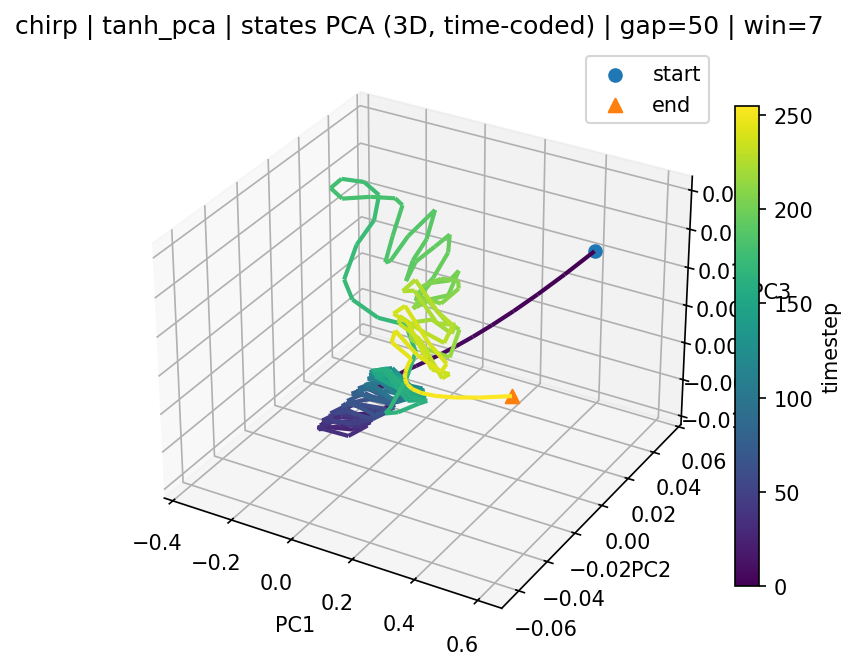 chirp | tanh_pca | states PCA (3D, time-coded) | gap=50 | win=7
start
end
250
200
150
100
50
0
timestep
PC3
0.06
0.04
0.02
0.00
−0.02
−0.04
−0.06
PC2
−0.4
−0.2
0.0
0.2
0.4
0.6
PC1